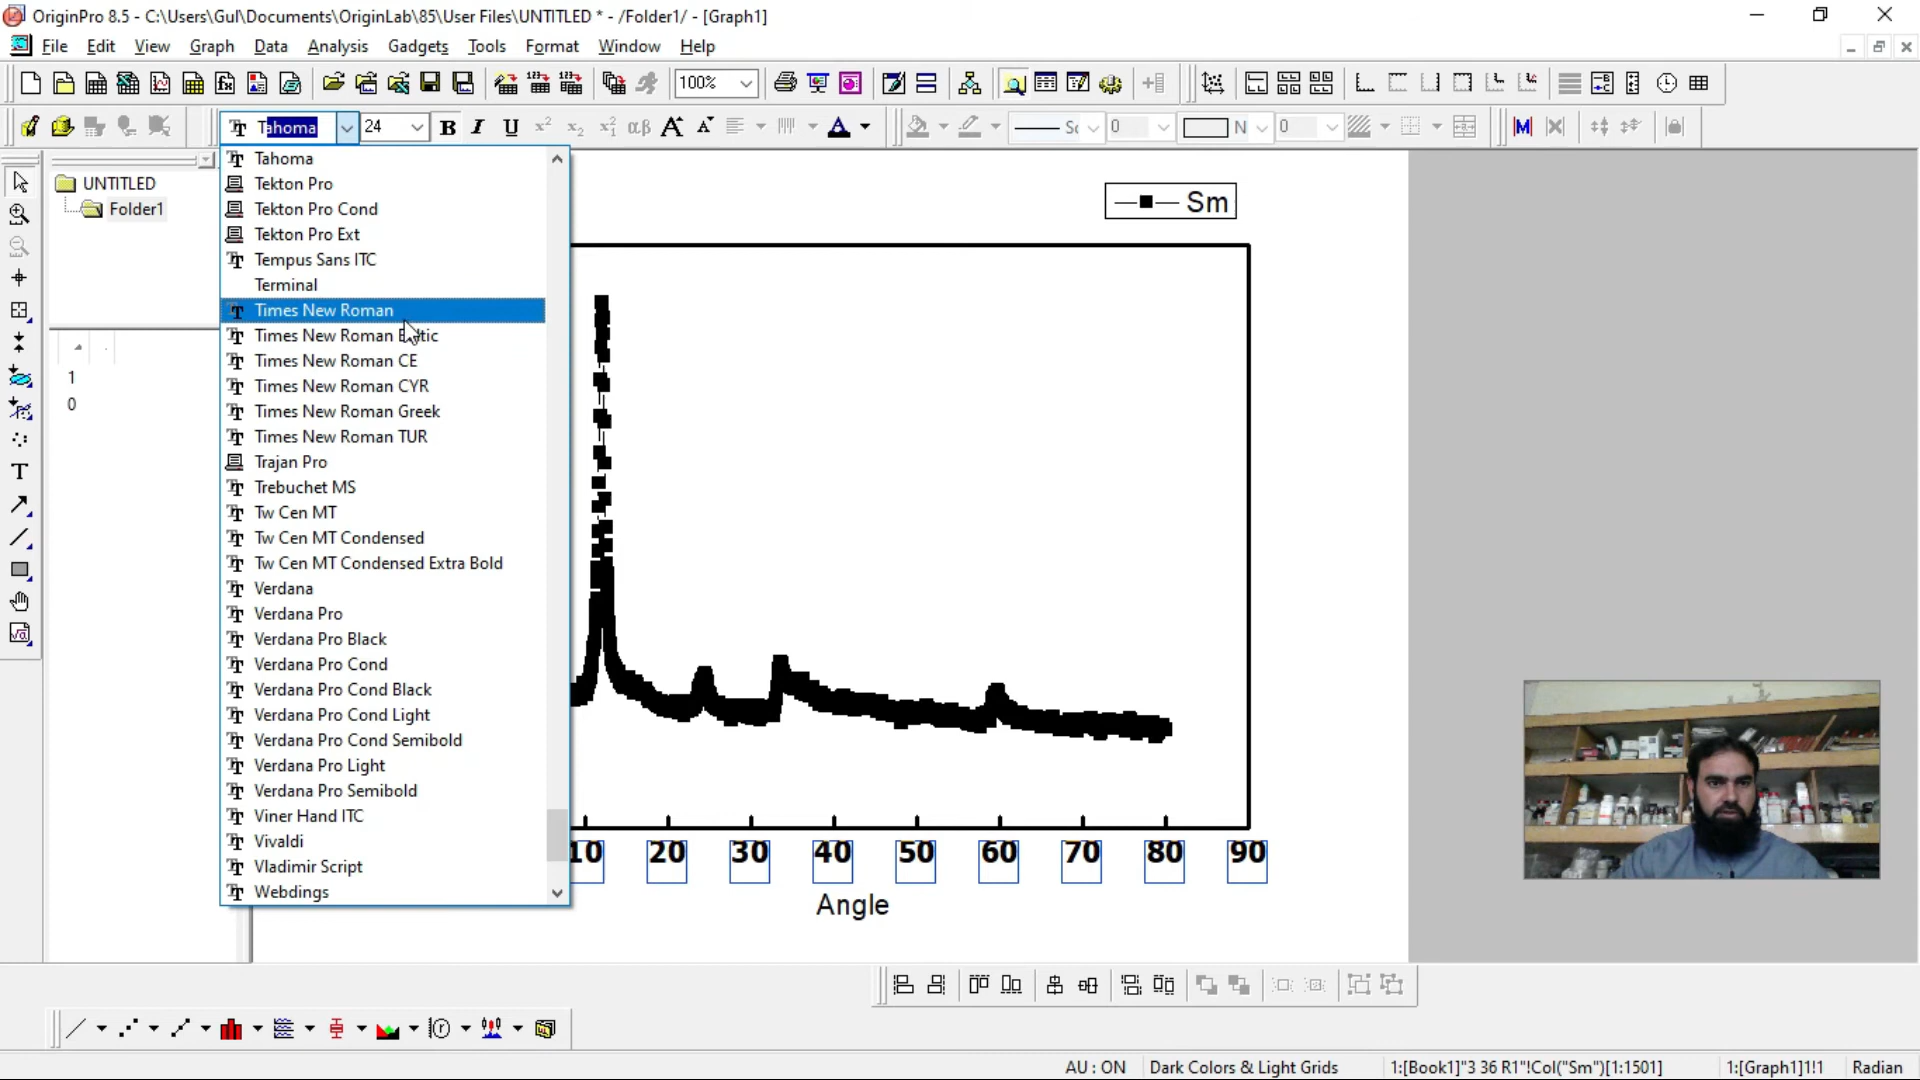 OriginPro 8.5 - C:\Users\Gul\Documents\OriginLab\85\User Files\UNTITLED * - /Folder1/ - [Graph1]
File Edit View Graph Data Analysis Gadgets Tools Format Window Help
100%
Tahoma 24 B I U αβ A A A 0 N 0
UNTITLED
Folder1
1
0
Tahoma
Tekton Pro
Tekton Pro Cond
Tekton Pro Ext
Tempus Sans ITC
Terminal
Times New Roman
Times New Roman Baltic
Times New Roman CE
Times New Roman CYR
Times New Roman Greek
Times New Roman TUR
Trajan Pro
Trebuchet MS
Tw Cen MT
Tw Cen MT Condensed
Tw Cen MT Condensed Extra Bold
Verdana
Verdana Pro
Verdana Pro Black
Verdana Pro Cond
Verdana Pro Cond Black
Verdana Pro Cond Light
Verdana Pro Cond Semibold
Verdana Pro Light
Verdana Pro Semibold
Viner Hand ITC
Vivaldi
Vladimir Script
Webdings
Sm
10 20 30 40 50 60 70 80 90
Angle
AU : ON Dark Colors & Light Grids 1:[Book1]"3 36 R1"!Col("Sm")[1:1501] 1:[Graph1]1!1 Radian